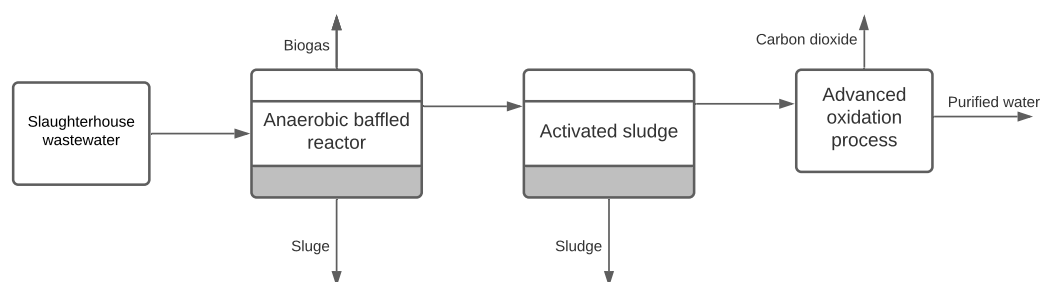 Biogas
Carbon dioxide
Slaughterhouse
wastewater
Anaerobic baffled
reactor
Activated sludge
Advanced
oxidation
process
Purified water
Sluge
Sludge